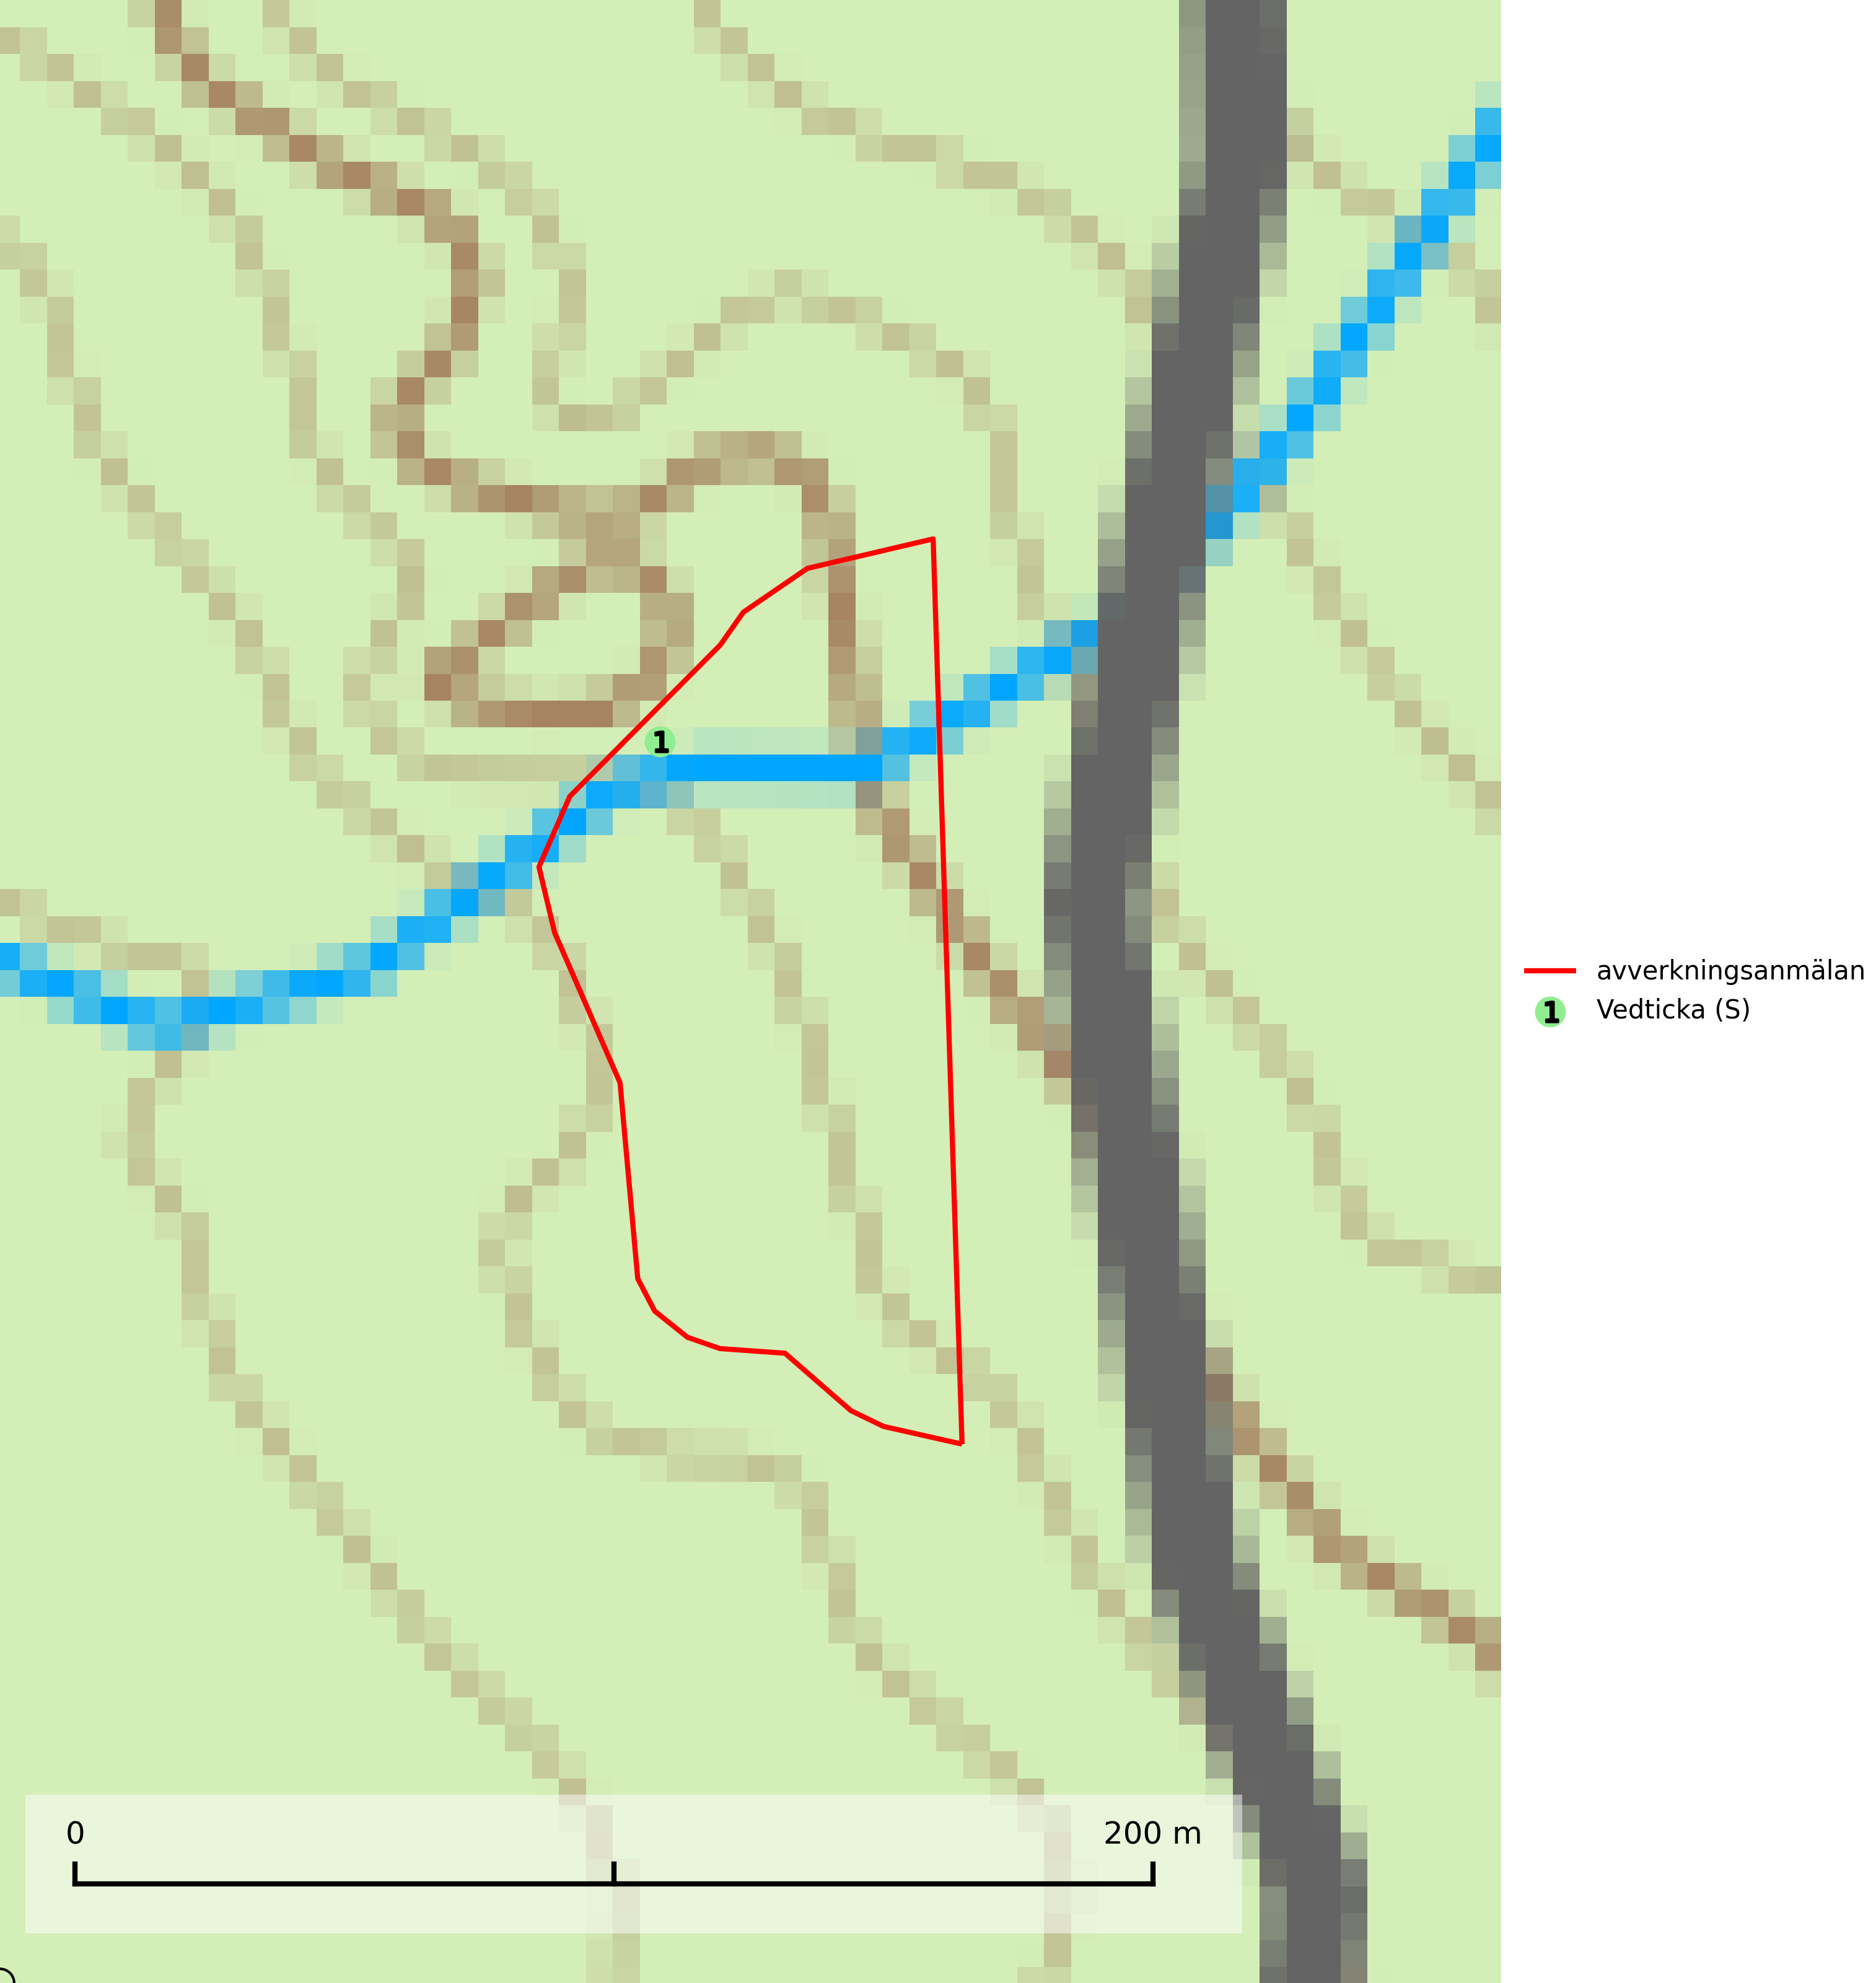 1
avverkningsanmälan
1 Vedticka (S)
0 200 m